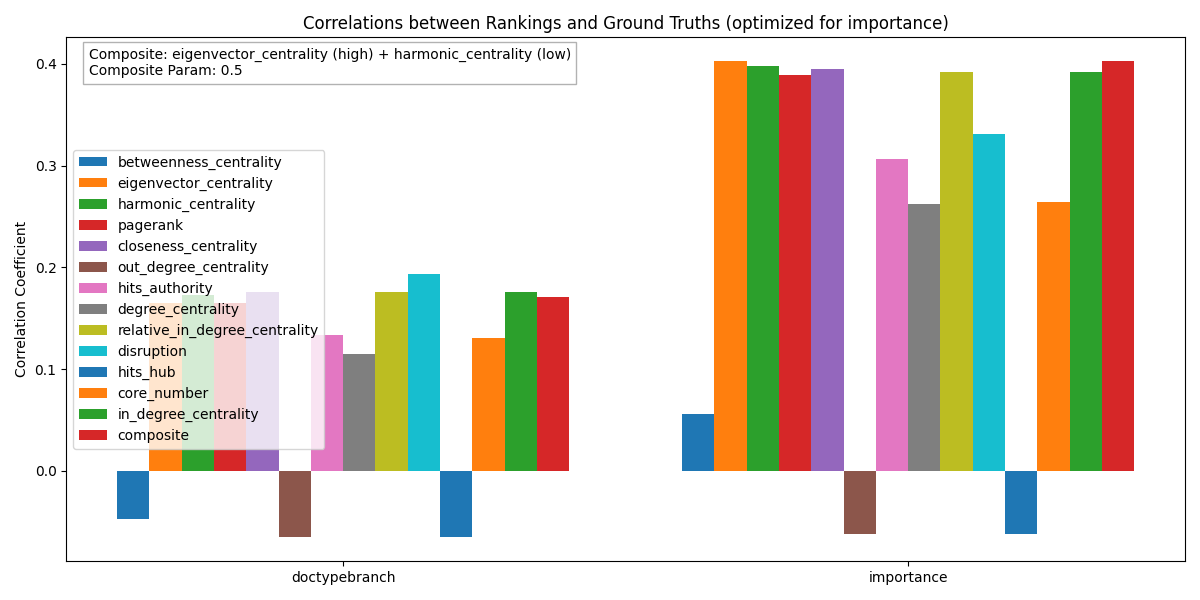 Correlations between Rankings and Ground Truths (optimized for importance)
Composite: eigenvector_centrality (high) + harmonic_centrality (low)
Composite Param: 0.5
Correlation Coefficient
0.4
0.3
0.2
0.1
0.0
betweenness_centrality
eigenvector_centrality
harmonic_centrality
pagerank
closeness_centrality
out_degree_centrality
hits_authority
degree_centrality
relative_in_degree_centrality
disruption
hits_hub
core_number
in_degree_centrality
composite
doctypebranch
importance